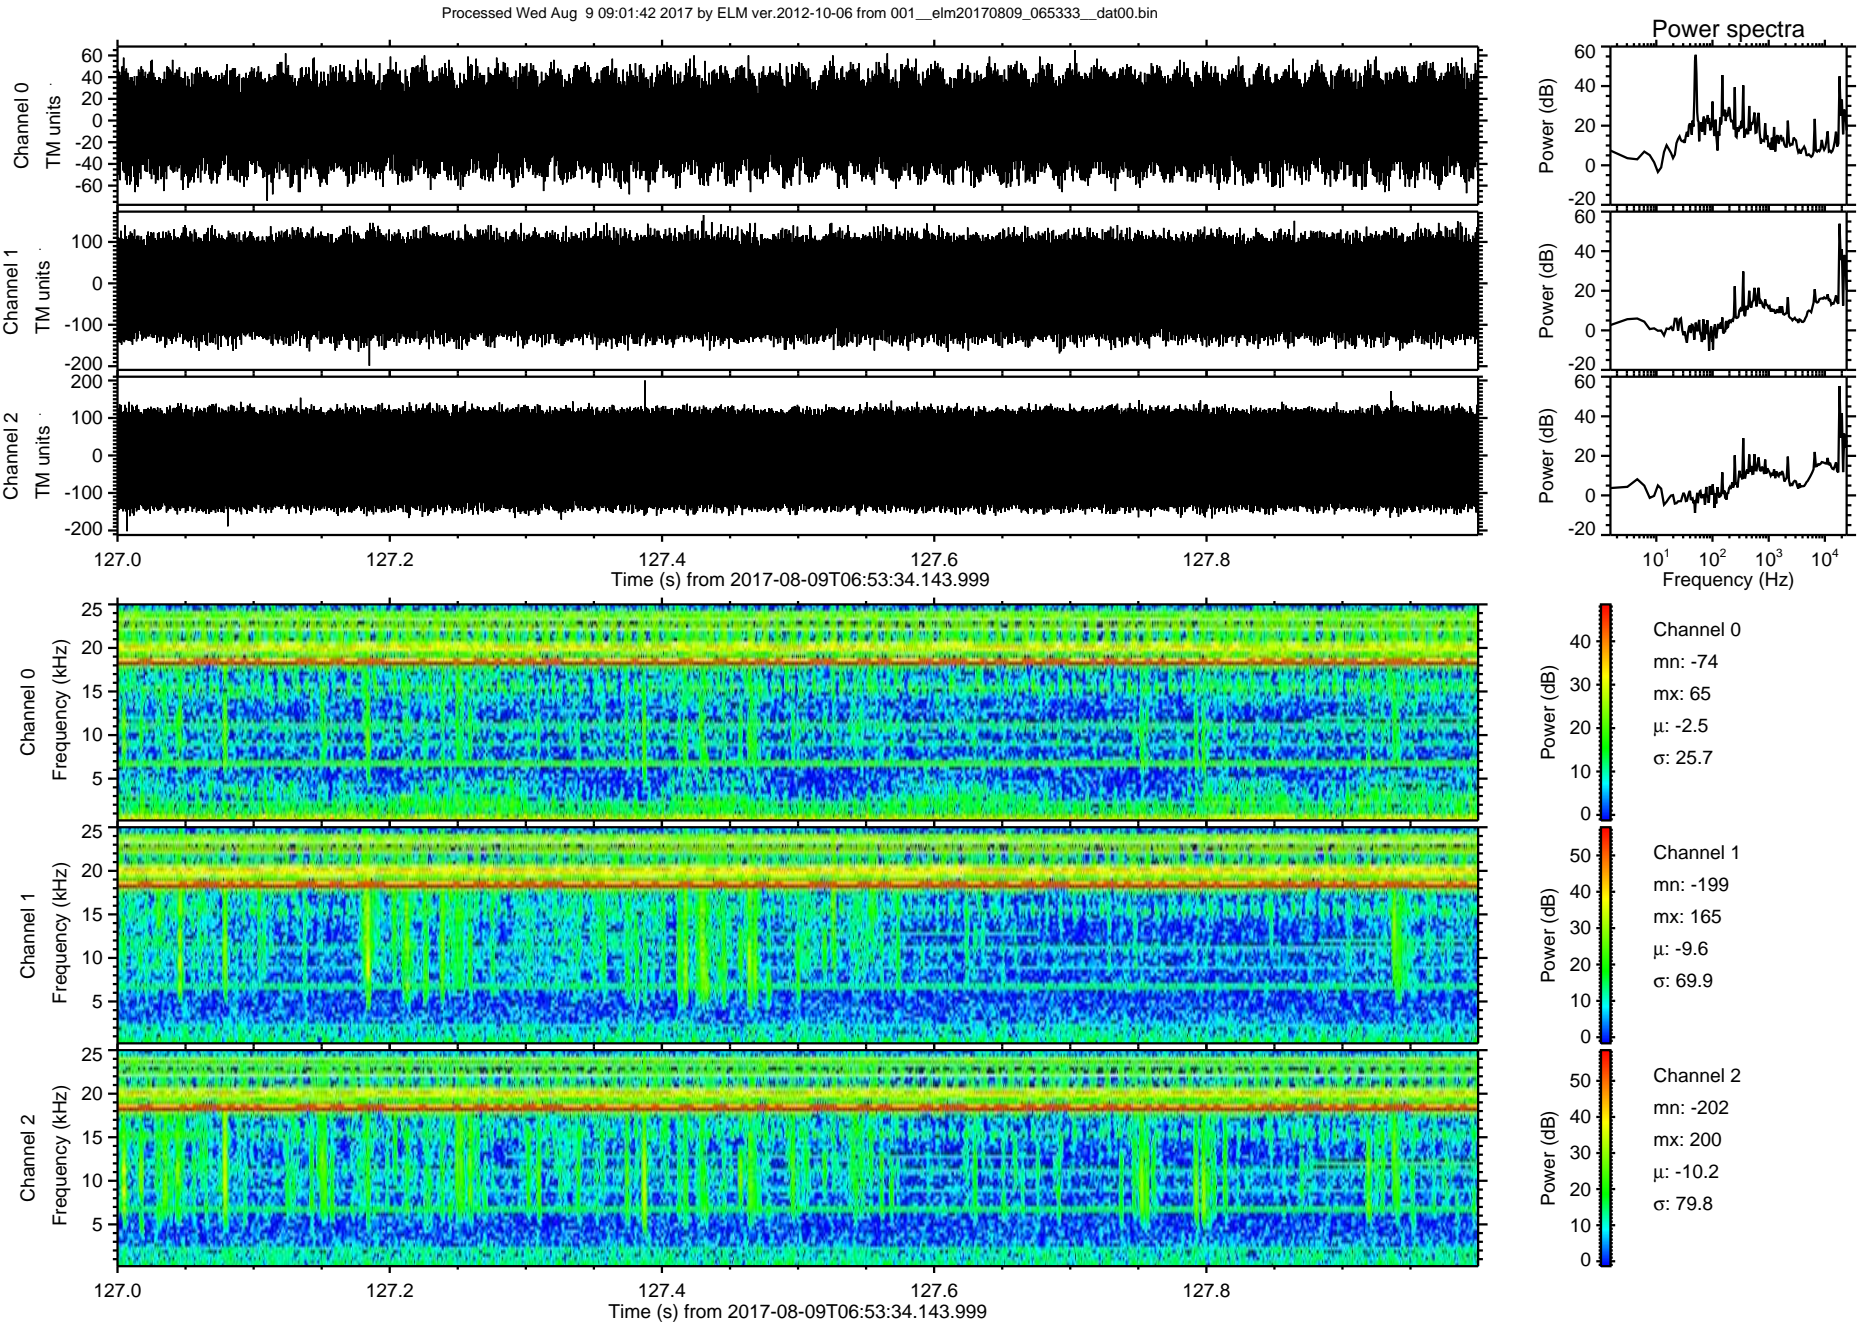 Processed Wed Aug  9 09:01:42 2017 by ELM ver.2012-10-06 from 001__elm20170809_065333__dat00.bin
Power spectra
Channel 0
TM units
60
40
20
0
-20
-40
-60
Power (dB)
60
40
20
0
-20
Channel 1
TM units
100
0
-100
-200
Power (dB)
60
40
20
0
-20
Channel 2
TM units
200
100
0
-100
-200
Power (dB)
60
40
20
0
-20
127.0 127.2 127.4 127.6 127.8
Time (s) from 2017-08-09T06:53:34.143.999
10^1 10^2 10^3 10^4
Frequency (Hz)
Channel 0
Frequency (kHz)
25
20
15
10
5
Power (dB)
40
30
20
10
0
Channel 0
mn: -74
mx: 65
μ: -2.5
σ: 25.7
Channel 1
Frequency (kHz)
25
20
15
10
5
Power (dB)
50
40
30
20
10
0
Channel 1
mn: -199
mx: 165
μ: -9.6
σ: 69.9
Channel 2
Frequency (kHz)
25
20
15
10
5
Power (dB)
50
40
30
20
10
0
Channel 2
mn: -202
mx: 200
μ: -10.2
σ: 79.8
127.0 127.2 127.4 127.6 127.8
Time (s) from 2017-08-09T06:53:34.143.999